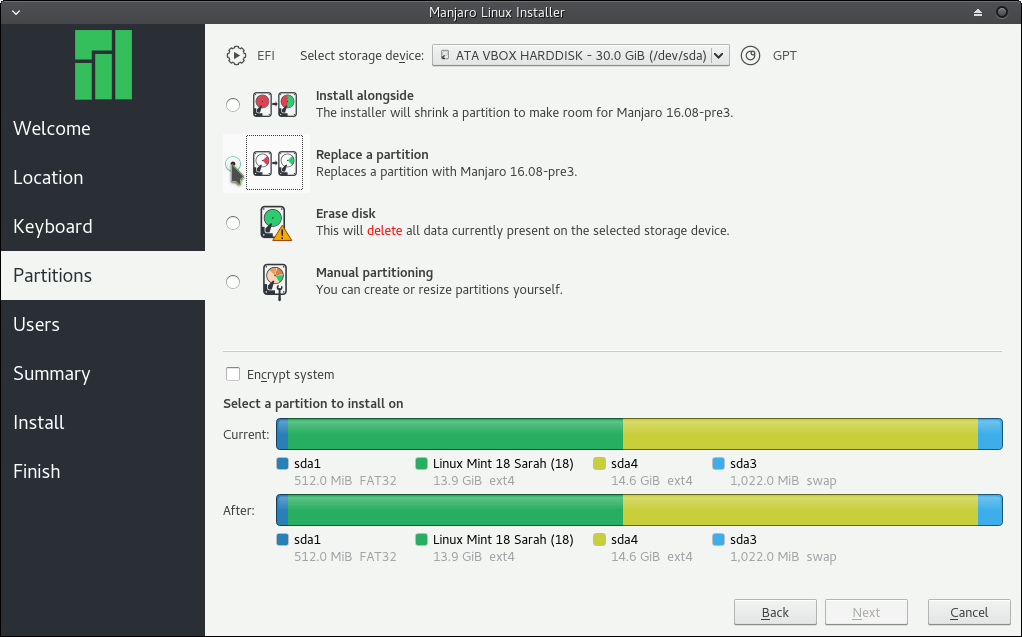 Manjaro Linux Installer
EFI Select storage device: ATA VBOX HARDDISK - 30.0 GiB (/dev/sda) GPT
Welcome
Location
Keyboard
Partitions
Users
Summary
Install
Finish
Install alongside
The installer will shrink a partition to make room for Manjaro 16.08-pre3.
Replace a partition
Replaces a partition with Manjaro 16.08-pre3.
Erase disk
This will delete all data currently present on the selected storage device.
Manual partitioning
You can create or resize partitions yourself.
Encrypt system
Select a partition to install on
Current:
sda1 Linux Mint 18 Sarah (18) sda4 sda3
512.0 MiB FAT32 13.9 GiB ext4 14.6 GiB ext4 1,022.0 MiB swap
After:
sda1 Linux Mint 18 Sarah (18) sda4 sda3
512.0 MiB FAT32 13.9 GiB ext4 14.6 GiB ext4 1,022.0 MiB swap
Back Next Cancel